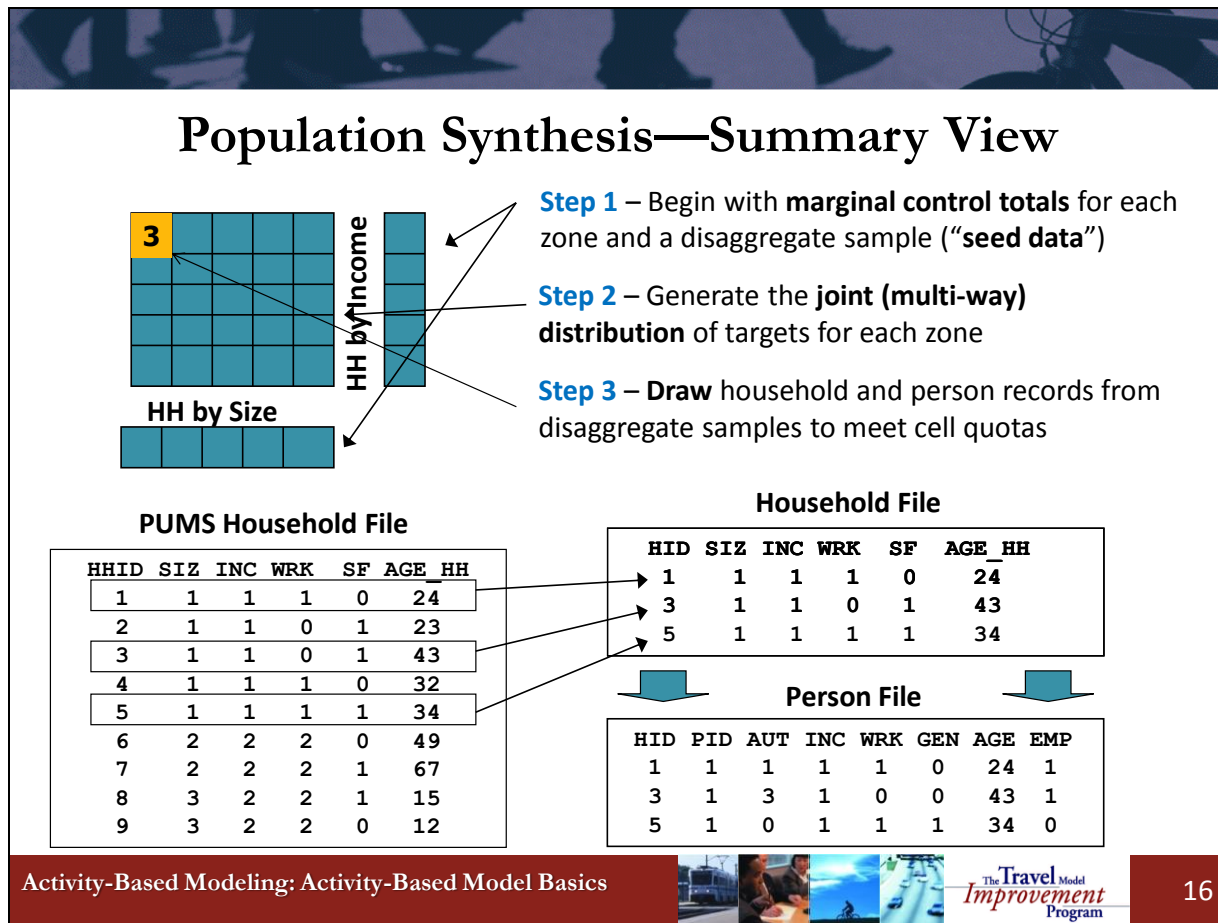 Population Synthesis—Summary View
3
HH by Income
HH by Size
Step 1 – Begin with marginal control totals for each
zone and a disaggregate sample (“seed data”)
Step 2 – Generate the joint (multi-way)
distribution of targets for each zone
Step 3 – Draw household and person records from
disaggregate samples to meet cell quotas
PUMS Household File
HHID SIZ INC WRK SF AGE_HH
1 1 1 1 0 24
2 1 1 0 1 23
3 1 1 0 1 43
4 1 1 1 0 32
5 1 1 1 1 34
6 2 2 2 0 49
7 2 2 2 1 67
8 3 2 2 1 15
9 3 2 2 0 12
Household File
HID SIZ INC WRK SF AGE_HH
1 1 1 1 0 24
3 1 1 0 1 43
5 1 1 1 1 34
Person File
HID PID AUT INC WRK GEN AGE EMP
1 1 1 1 1 0 24 1
3 1 3 1 0 0 43 1
5 1 0 1 1 1 34 0
Activity-Based Modeling: Activity-Based Model Basics
The Travel Model
Improvement
Program
16